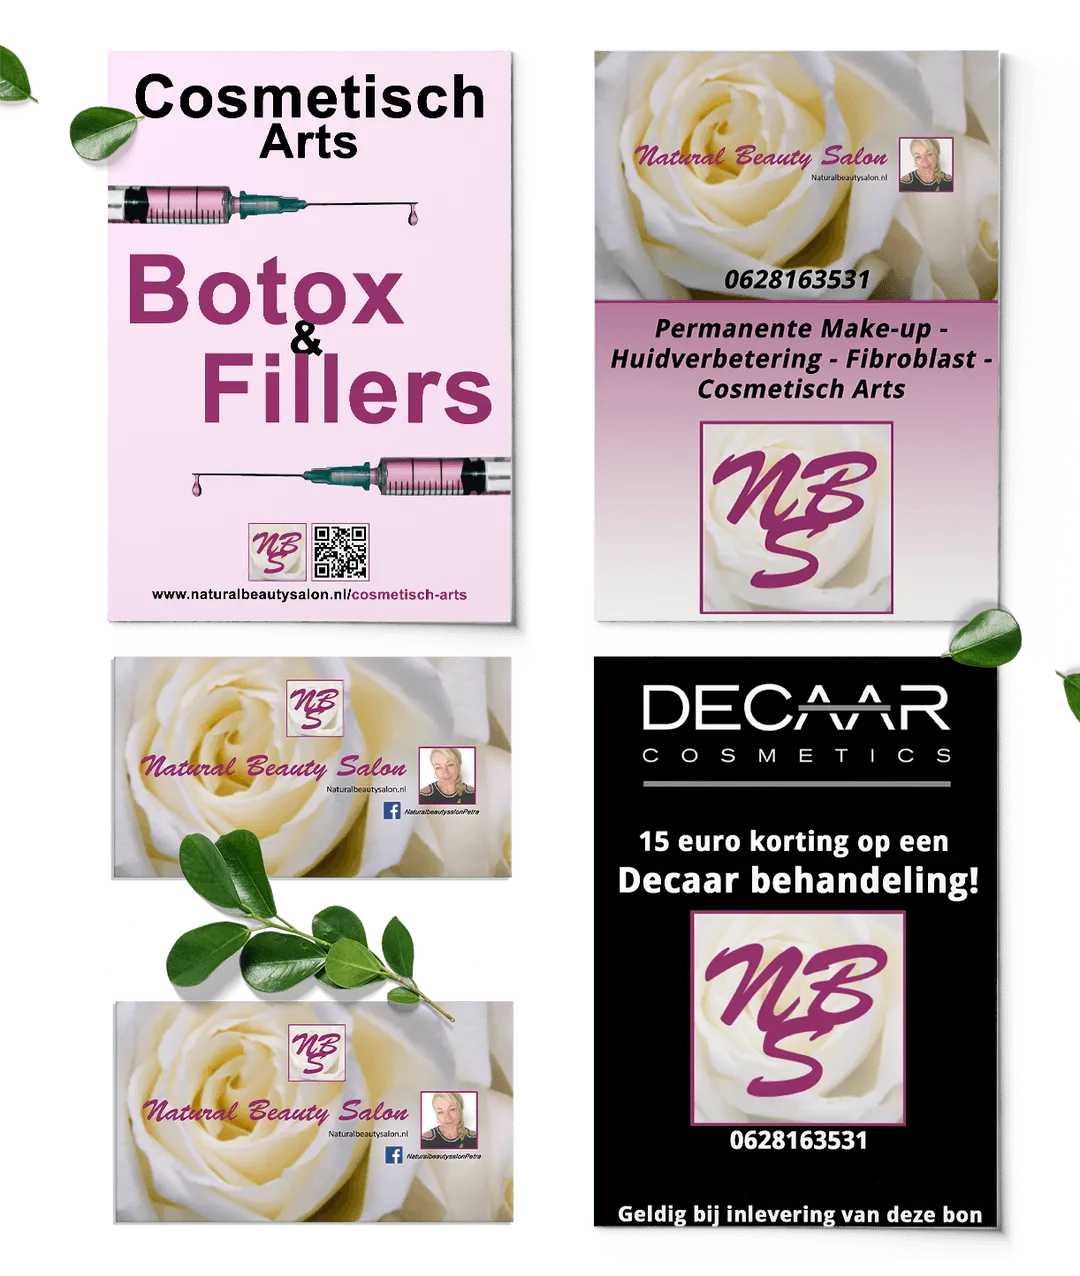 Cosmetisch
Arts
Botox
&
Fillers
NB
S
www.naturalbeautysalon.nl/cosmetisch-arts
Natural Beauty Salon
Naturalbeautysalon.nl
0628163531
Permanente Make-up -
Huidverbetering - Fibroblast -
Cosmetisch Arts
NB
S
NB
S
Natural Beauty Salon
Naturalbeautysalon.nl
f NaturalbeautysalonPetra
NB
S
Natural Beauty Salon
Naturalbeautysalon.nl
f NaturalbeautysalonPetra
DECAAR
COSMETICS
15 euro korting op een
Decaar behandeling!
NB
S
0628163531
Geldig bij inlevering van deze bon